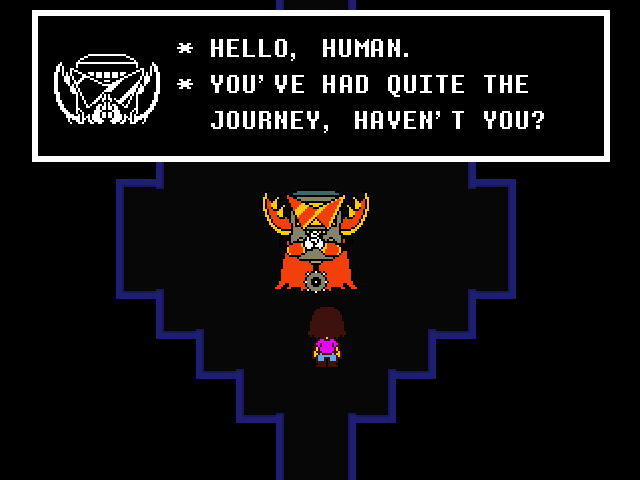 * HELLO, HUMAN.
* YOU'VE HAD QUITE THE
JOURNEY, HAVEN'T YOU?